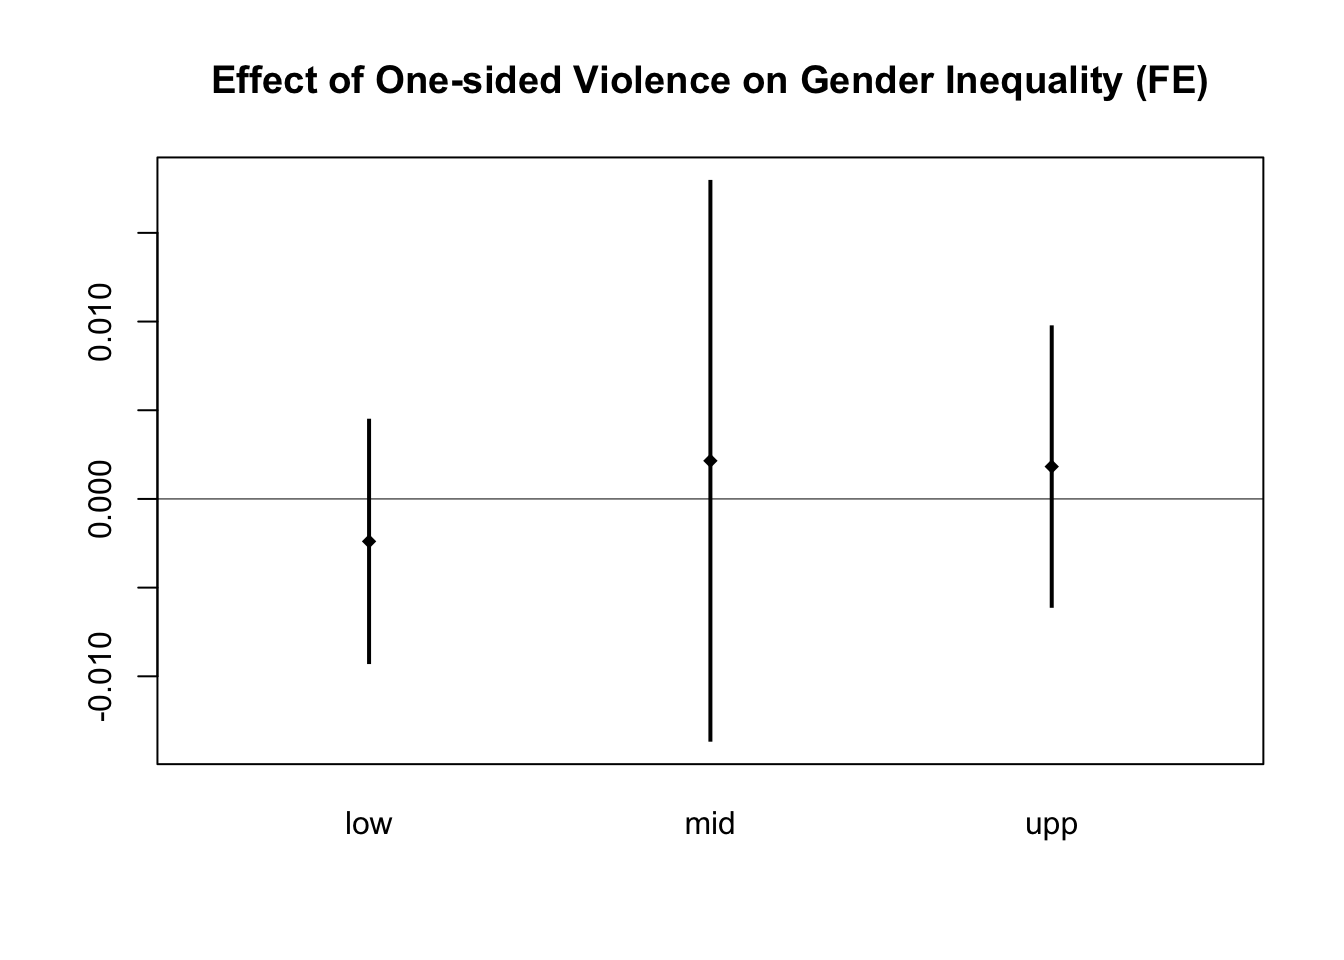 Effect of One-sided Violence on Gender Inequality (FE)
0.010
0.000
-0.010
low mid upp